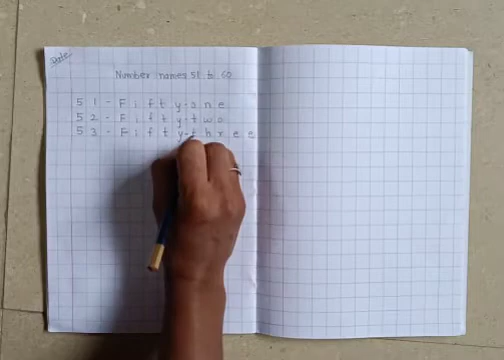 Date
Number names 51 to 60
51 - Fifty-one
52 - Fifty-two
53 - Fifty-three